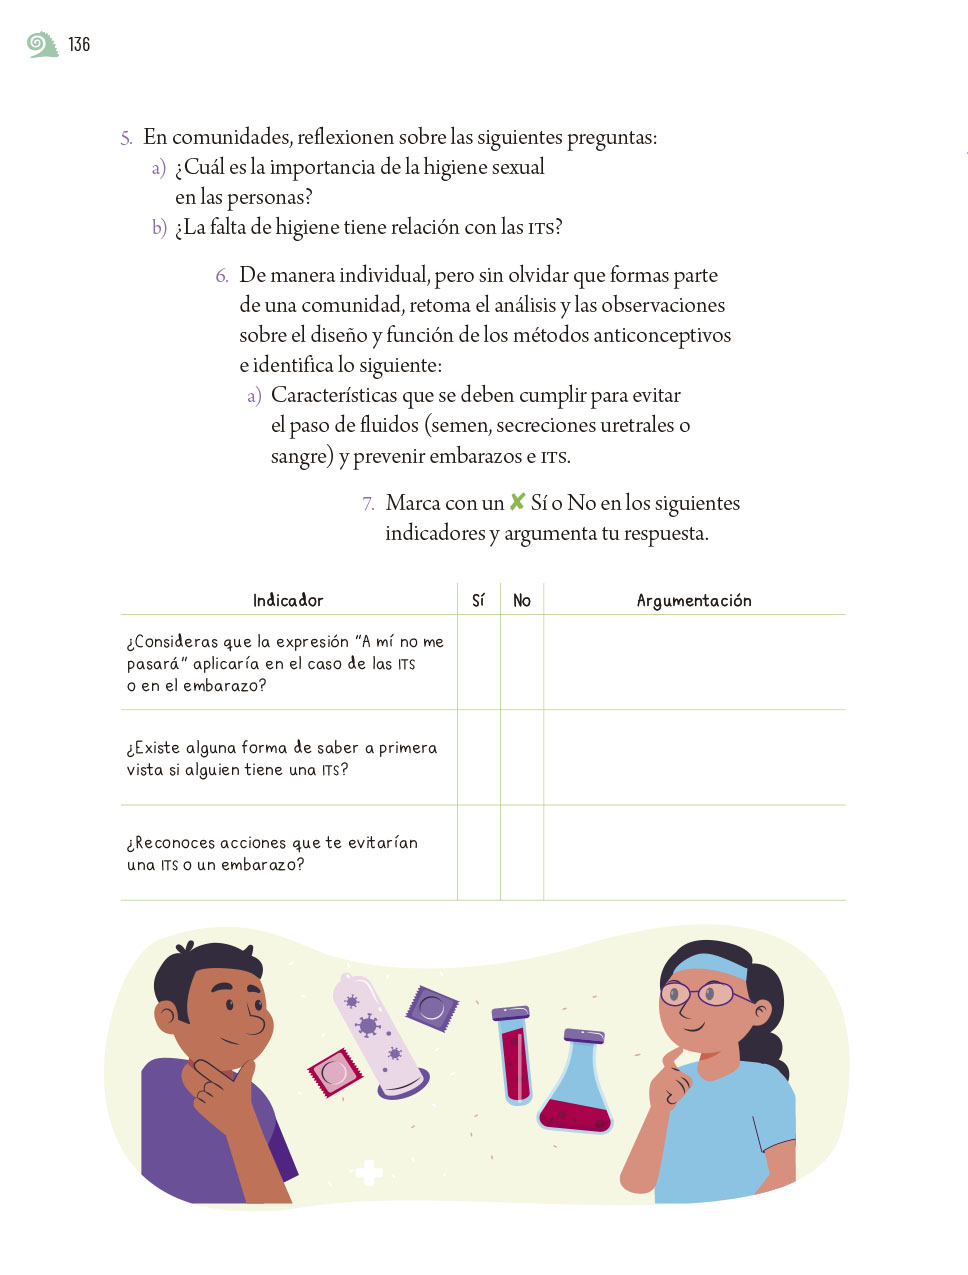 136
5. En comunidades, reflexionen sobre las siguientes preguntas:
a) ¿Cuál es la importancia de la higiene sexual
en las personas?
b) ¿La falta de higiene tiene relación con las ITS?
6. De manera individual, pero sin olvidar que formas parte
de una comunidad, retoma el análisis y las observaciones
sobre el diseño y función de los métodos anticonceptivos
e identifica lo siguiente:
a) Características que se deben cumplir para evitar
el paso de fluidos (semen, secreciones uretrales o
sangre) y prevenir embarazos e ITS.
7. Marca con un ✘ Sí o No en los siguientes
indicadores y argumenta tu respuesta.
Indicador Sí No Argumentación
¿Consideras que la expresión "A mí no me
pasará" aplicaría en el caso de las ITS
o en el embarazo?
¿Existe alguna forma de saber a primera
vista si alguien tiene una ITS?
¿Reconoces acciones que te evitarían
una ITS o un embarazo?